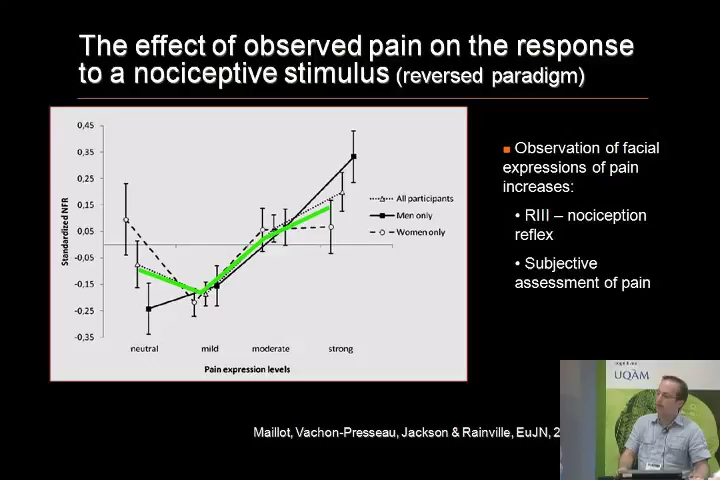 The effect of observed pain on the response
to a nociceptive stimulus (reversed paradigm)
0,45
0,35
0,25
0,15
0,05
-0,05
-0,15
-0,25
-0,35
Standardized NFR
All participants
Men only
Women only
neutral mild moderate strong
Pain expression levels
Observation of facial
expressions of pain
increases:
• RIII – nociception
reflex
• Subjective
assessment of pain
Maillot, Vachon-Presseau, Jackson & Rainville, EuJN, 2
UQÀM